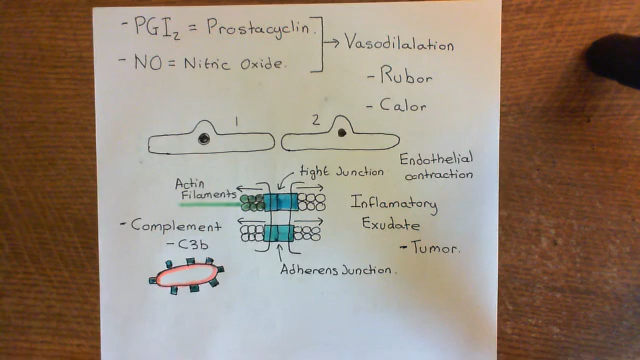 - PGI2 = Prostacyclin.
- NO = Nitric Oxide.
Vasodilalation
- Rubor
- Calor
1
2
Endothelial
contraction
tight Junction
Actin
Filaments
Inflamatory
Exudate
- Tumor.
- Complement
- C3b
Adherens Junction.